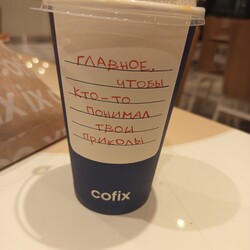 ГЛАВНОЕ,
ЧТОБЫ
КТО-ТО
ПОНИМАЛ
ТВОИ
ПРИКОЛЫ
cofix